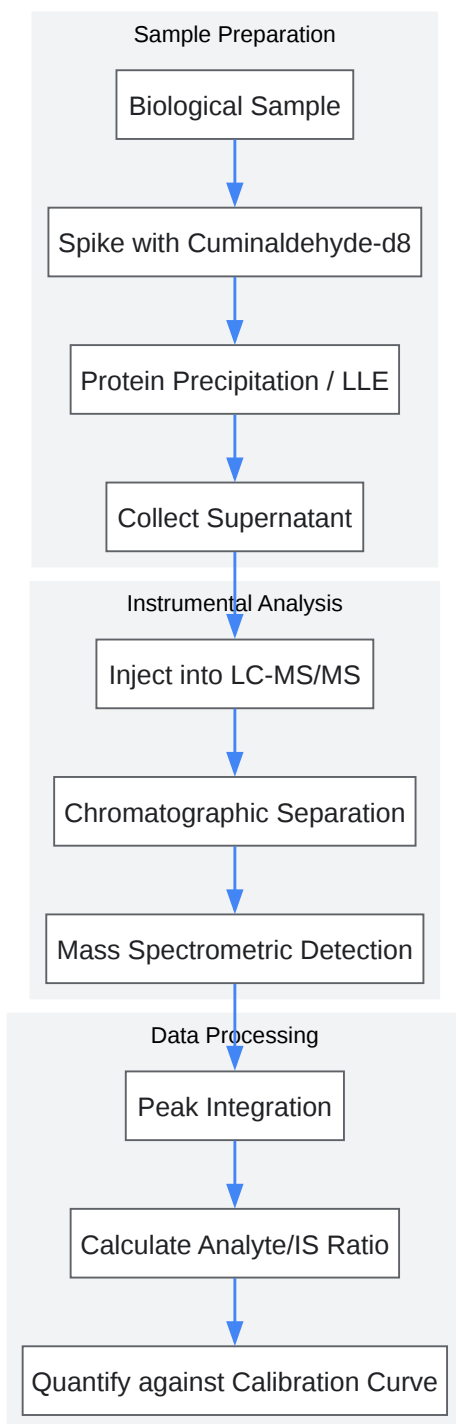 Sample Preparation
Biological Sample
Spike with Cuminaldehyde-d8
Protein Precipitation / LLE
Collect Supernatant
Instrumental Analysis
Inject into LC-MS/MS
Chromatographic Separation
Mass Spectrometric Detection
Data Processing
Peak Integration
Calculate Analyte/IS Ratio
Quantify against Calibration Curve